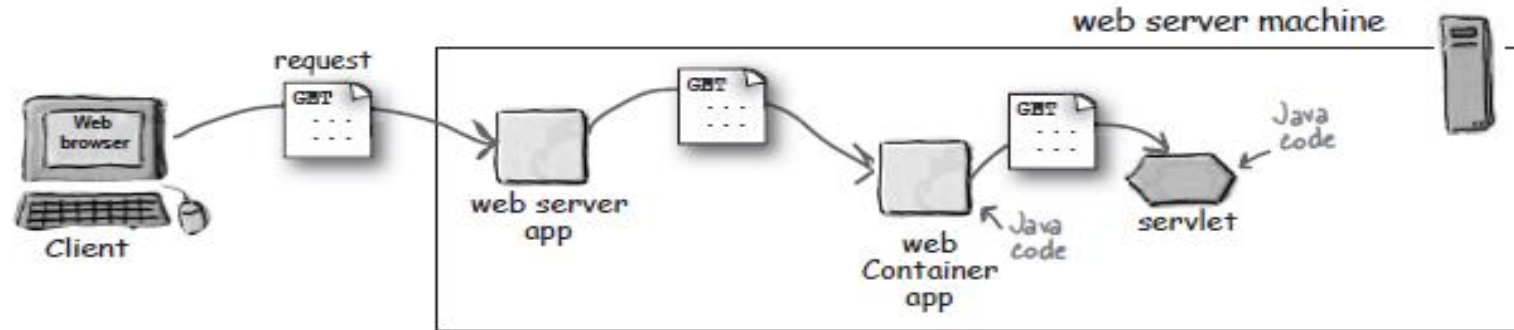 web server machine
request
GET
GET
GET
Web
browser
Java
code
web server
app
servlet
Client
Java
code
web
Container
app